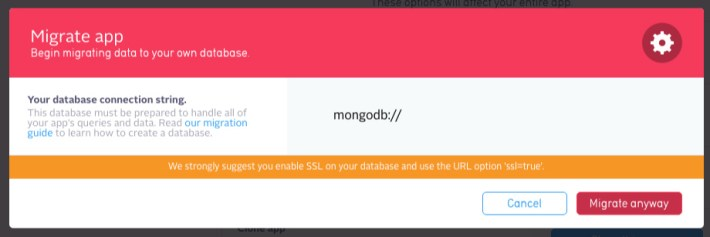 These options will affect your entire app
Migrate app
Begin migrating data to your own database.
Your database connection string.
This database must be prepared to handle all of
your app's queries and data. Read our migration
guide to learn how to create a database.
mongodb://
We strongly suggest you enable SSL on your database and use the URL option 'ssl=true'.
Cancel
Migrate anyway
Clone app